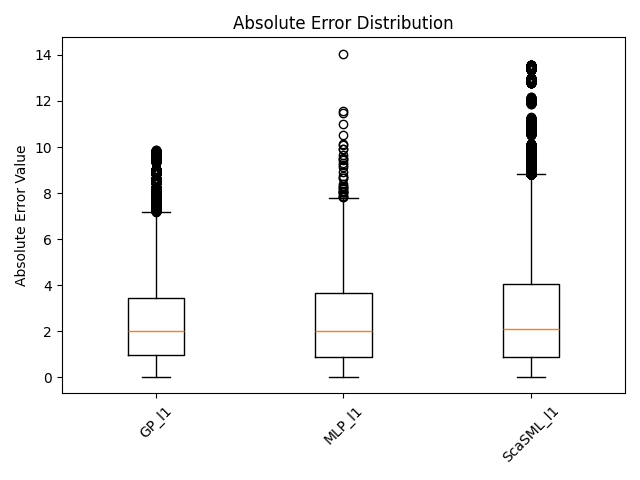 Absolute Error Distribution
14
12
10
8
6
4
2
0
Absolute Error Value
GP_l1
MLP_l1
ScaSML_l1